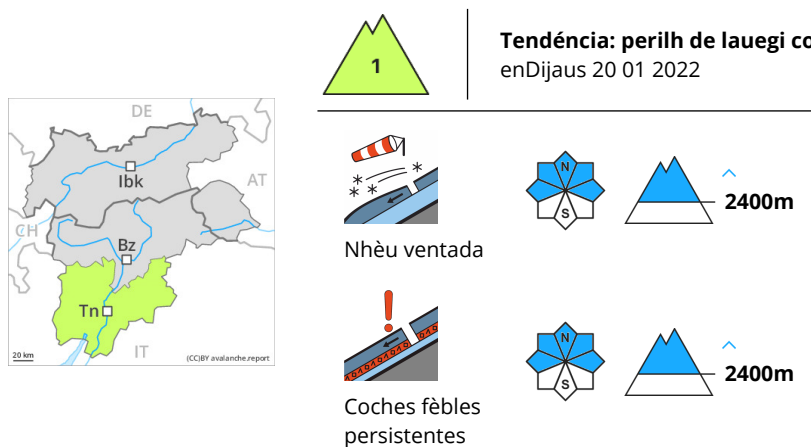 1
Tendéncia: perilh de lauegi co
enDijaus 20 01 2022
DE
Ibk
AT
CH
Bz
Tn
IT
20 km
(CC)BY avalanche.report
N
S
2400m
Nhèu ventada
N
S
2400m
Coches fèbles
persistentes